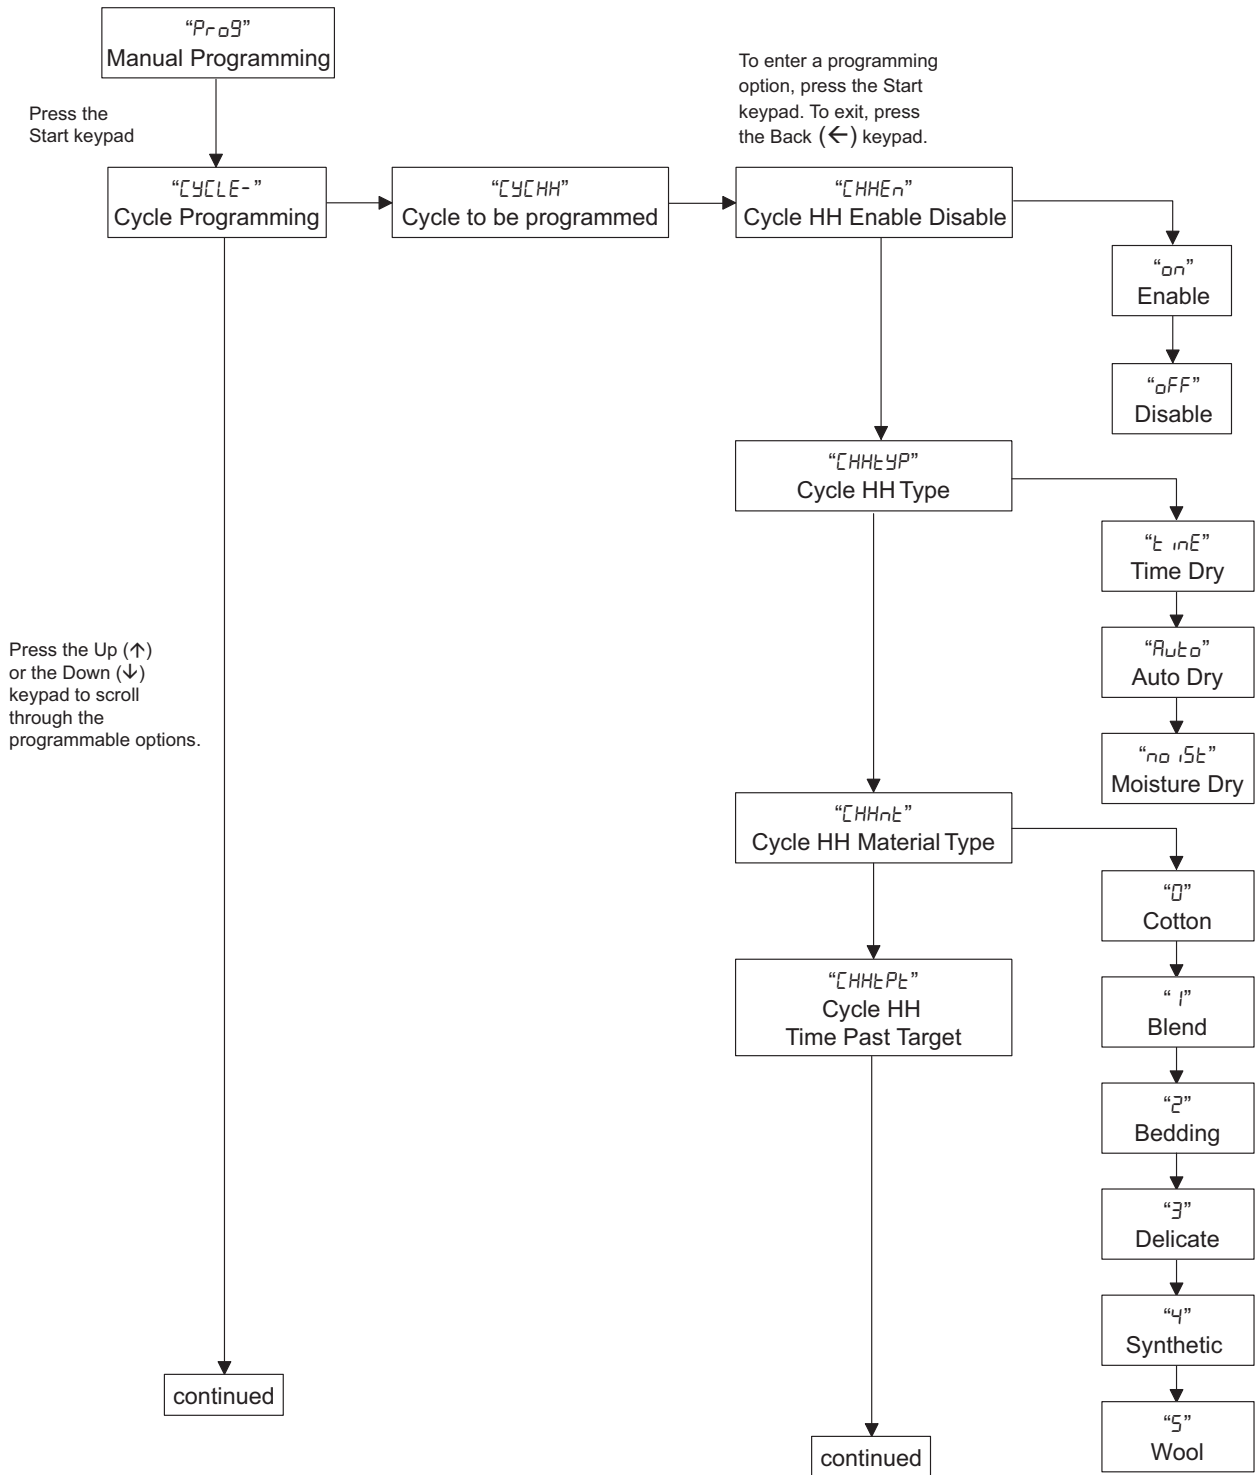 “Prog”
Manual Programming
Press the
Start keypad
To enter a programming
option, press the Start
keypad. To exit, press
the Back (←) keypad.
“CYCLE-”
Cycle Programming
“CYCHH”
Cycle to be programmed
“CHHEn”
Cycle HH Enable Disable
“on”
Enable
“oFF”
Disable
“CHHtYP”
Cycle HH Type
“tinE”
Time Dry
“Auto”
Auto Dry
“noiSt”
Moisture Dry
Press the Up (↑)
or the Down (↓)
keypad to scroll
through the
programmable options.
“CHHnt”
Cycle HH Material Type
“0”
Cotton
“1”
Blend
“2”
Bedding
“3”
Delicate
“4”
Synthetic
“5”
Wool
“CHHtPt”
Cycle HH
Time Past Target
continued
continued